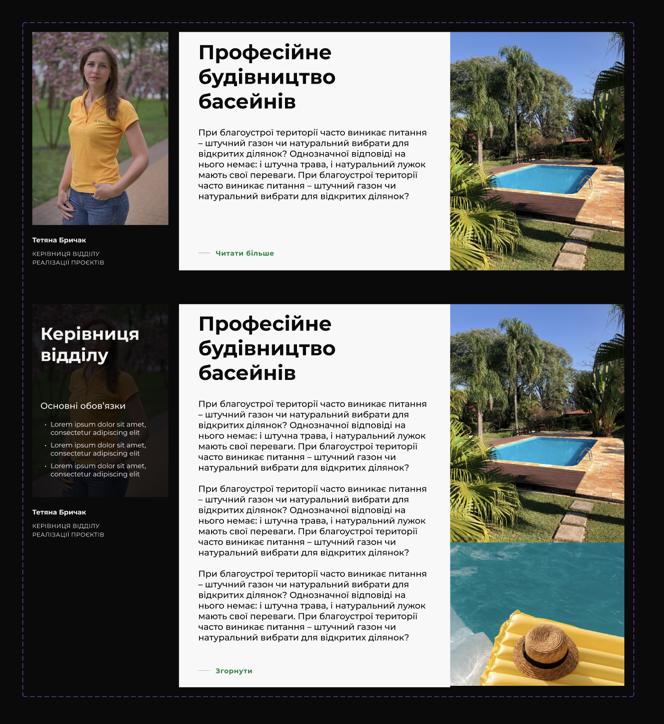 Професійне
будівництво
басейнів
При благоустрої території часто виникає питання
– штучний газон чи натуральний вибрати для
відкритих ділянок? Однозначної відповіді на
нього немає: і штучна трава, і натуральний лужок
мають свої переваги. При благоустрої території
часто виникає питання – штучний газон чи
натуральний вибрати для відкритих ділянок?
Читати більше
Тетяна Бричак
КЕРІВНИЦЯ ВІДДІЛУ
РЕАЛІЗАЦІЇ ПРОЄКТІВ
Керівниця
відділу
Основні обов’язки
• Lorem ipsum dolor sit amet,
consectetur adipiscing elit
• Lorem ipsum dolor sit amet,
consectetur adipiscing elit
• Lorem ipsum dolor sit amet,
consectetur adipiscing elit
Тетяна Бричак
КЕРІВНИЦЯ ВІДДІЛУ
РЕАЛІЗАЦІЇ ПРОЄКТІВ
Професійне
будівництво
басейнів
При благоустрої території часто виникає питання
– штучний газон чи натуральний вибрати для
відкритих ділянок? Однозначної відповіді на
нього немає: і штучна трава, і натуральний лужок
мають свої переваги. При благоустрої території
часто виникає питання – штучний газон чи
натуральний вибрати для відкритих ділянок?
При благоустрої території часто виникає питання
– штучний газон чи натуральний вибрати для
відкритих ділянок? Однозначної відповіді на
нього немає: і штучна трава, і натуральний лужок
мають свої переваги. При благоустрої території
часто виникає питання – штучний газон чи
натуральний вибрати для відкритих ділянок?
При благоустрої території часто виникає питання
– штучний газон чи натуральний вибрати для
відкритих ділянок? Однозначної відповіді на
нього немає: і штучна трава, і натуральний лужок
мають свої переваги. При благоустрої території
часто виникає питання – штучний газон чи
натуральний вибрати для відкритих ділянок?
Згорнути